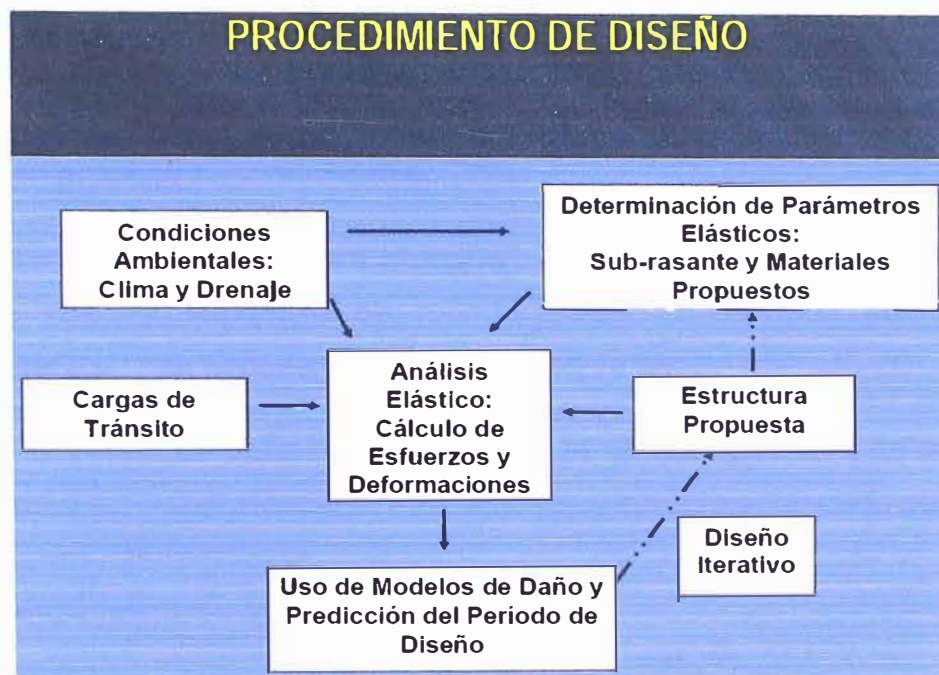 PROCEDIMIENTO DE DISEÑO
Condiciones
Ambientales:
Clima y Drenaje
Determinación de Parámetros
Elásticos:
Sub-rasante y Materiales
Propuestos
Cargas de
Tránsito
Análisis
Elástico:
Cálculo de
Esfuerzos y
Deformaciones
Estructura
Propuesta
Diseño
Iterativo
Uso de Modelos de Daño y
Predicción del Período de
Diseño